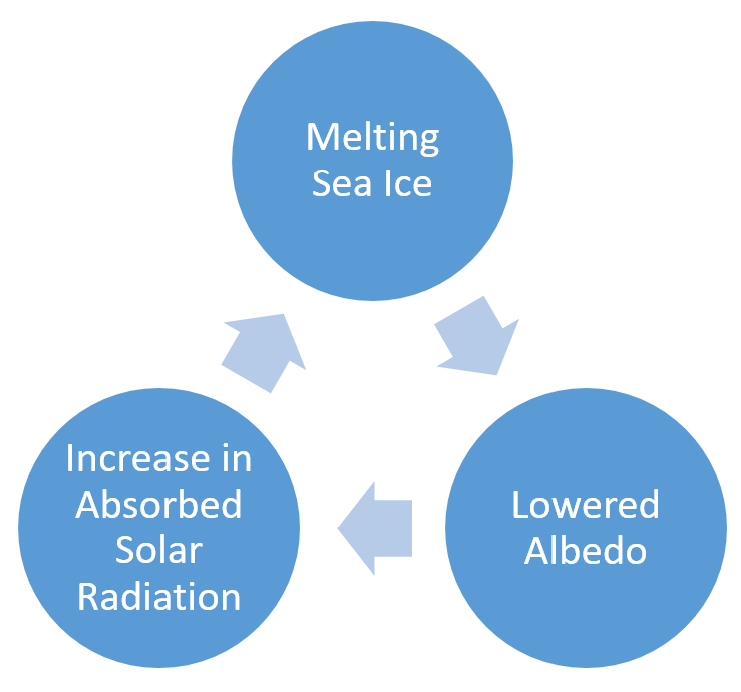 Melting
Sea Ice
Lowered
Albedo
Increase in
Absorbed
Solar
Radiation